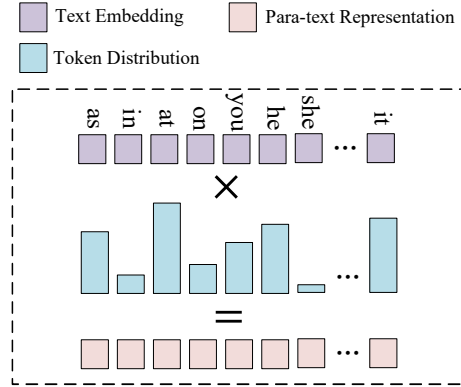 Text Embedding
Para-text Representation
Token Distribution
as in at on you he she ... it
×
...
=
...